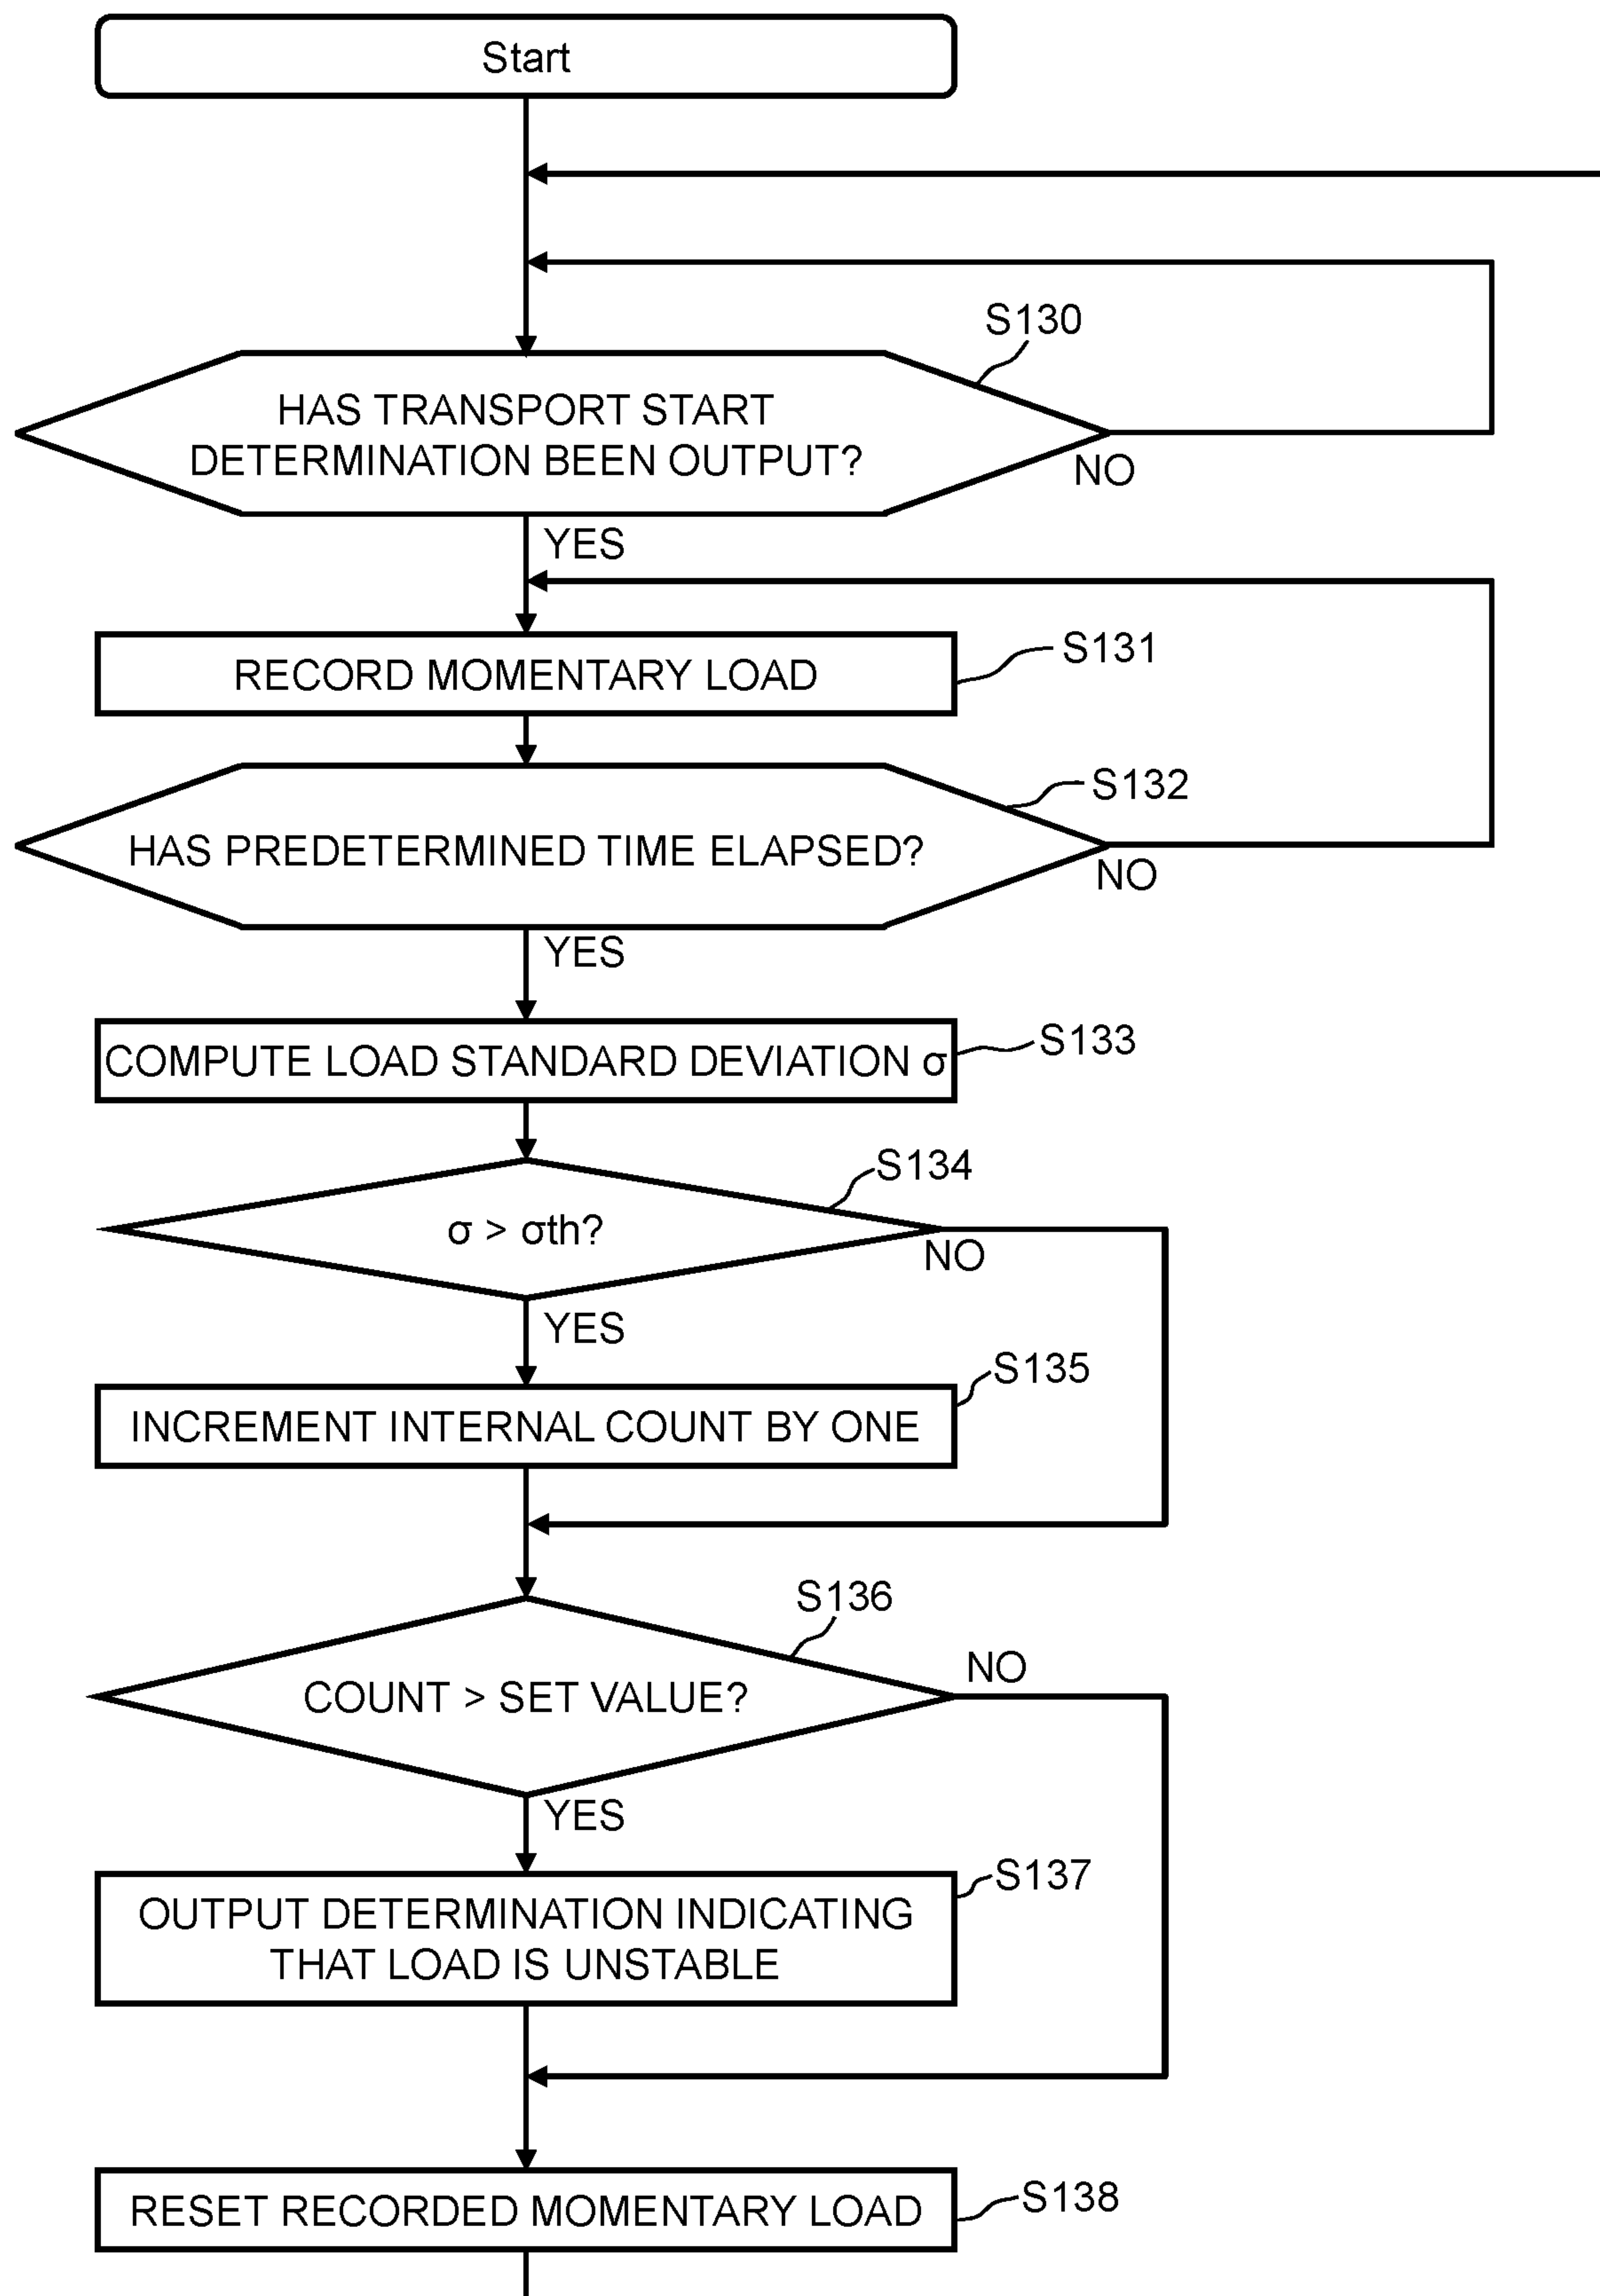 Start
S130
HAS TRANSPORT START
DETERMINATION BEEN OUTPUT?
NO
YES
S131
RECORD MOMENTARY LOAD
S132
HAS PREDETERMINED TIME ELAPSED?
NO
YES
S133
COMPUTE LOAD STANDARD DEVIATION σ
S134
σ > σth?
NO
YES
S135
INCREMENT INTERNAL COUNT BY ONE
S136
NO
COUNT > SET VALUE?
YES
S137
OUTPUT DETERMINATION INDICATING
THAT LOAD IS UNSTABLE
S138
RESET RECORDED MOMENTARY LOAD